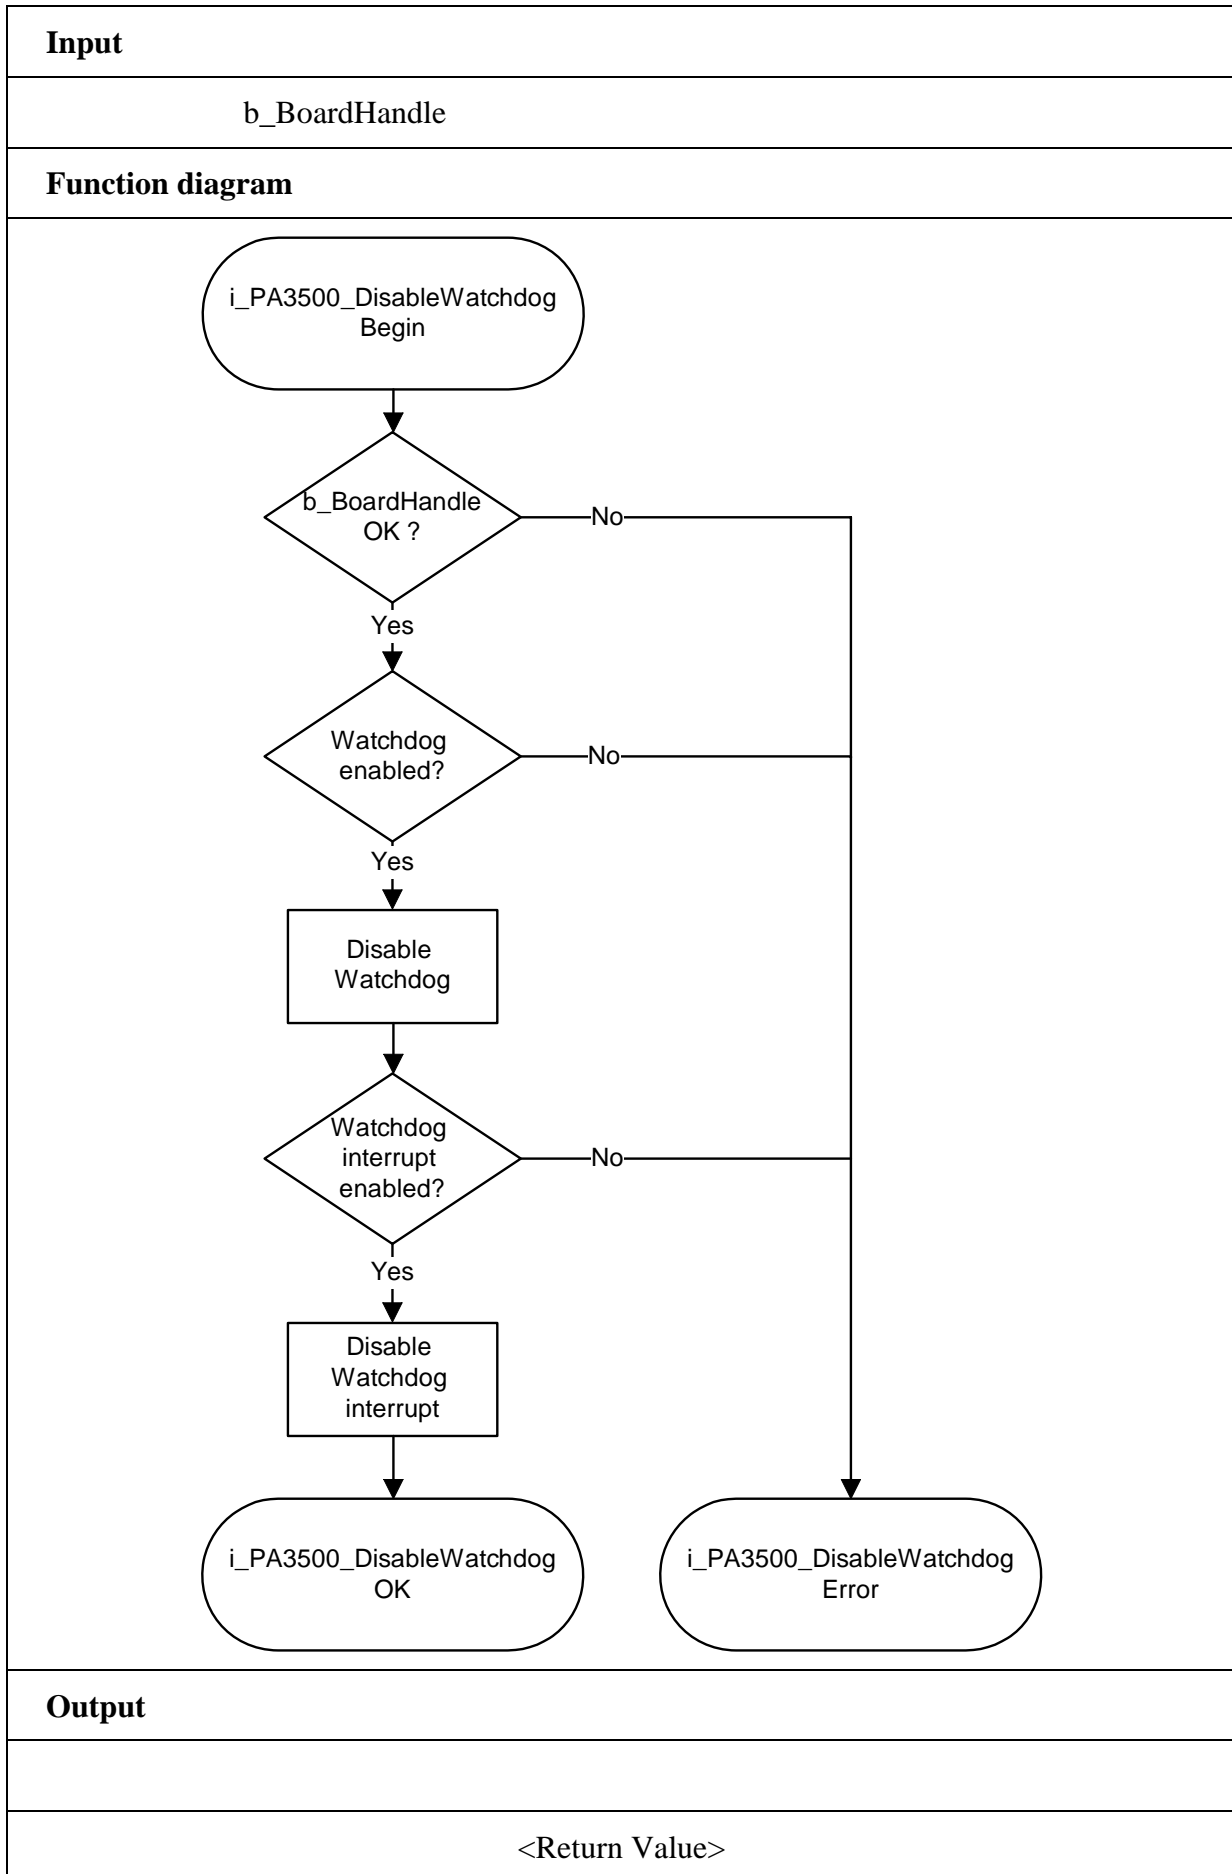 Input
b_BoardHandle
Function diagram
i_PA3500_DisableWatchdog
Begin
b_BoardHandle
OK ?
No
Yes
Watchdog
enabled?
No
Yes
Disable
Watchdog
Watchdog
interrupt
enabled?
No
Yes
Disable
Watchdog
interrupt
i_PA3500_DisableWatchdog
OK
i_PA3500_DisableWatchdog
Error
Output
<Return Value>